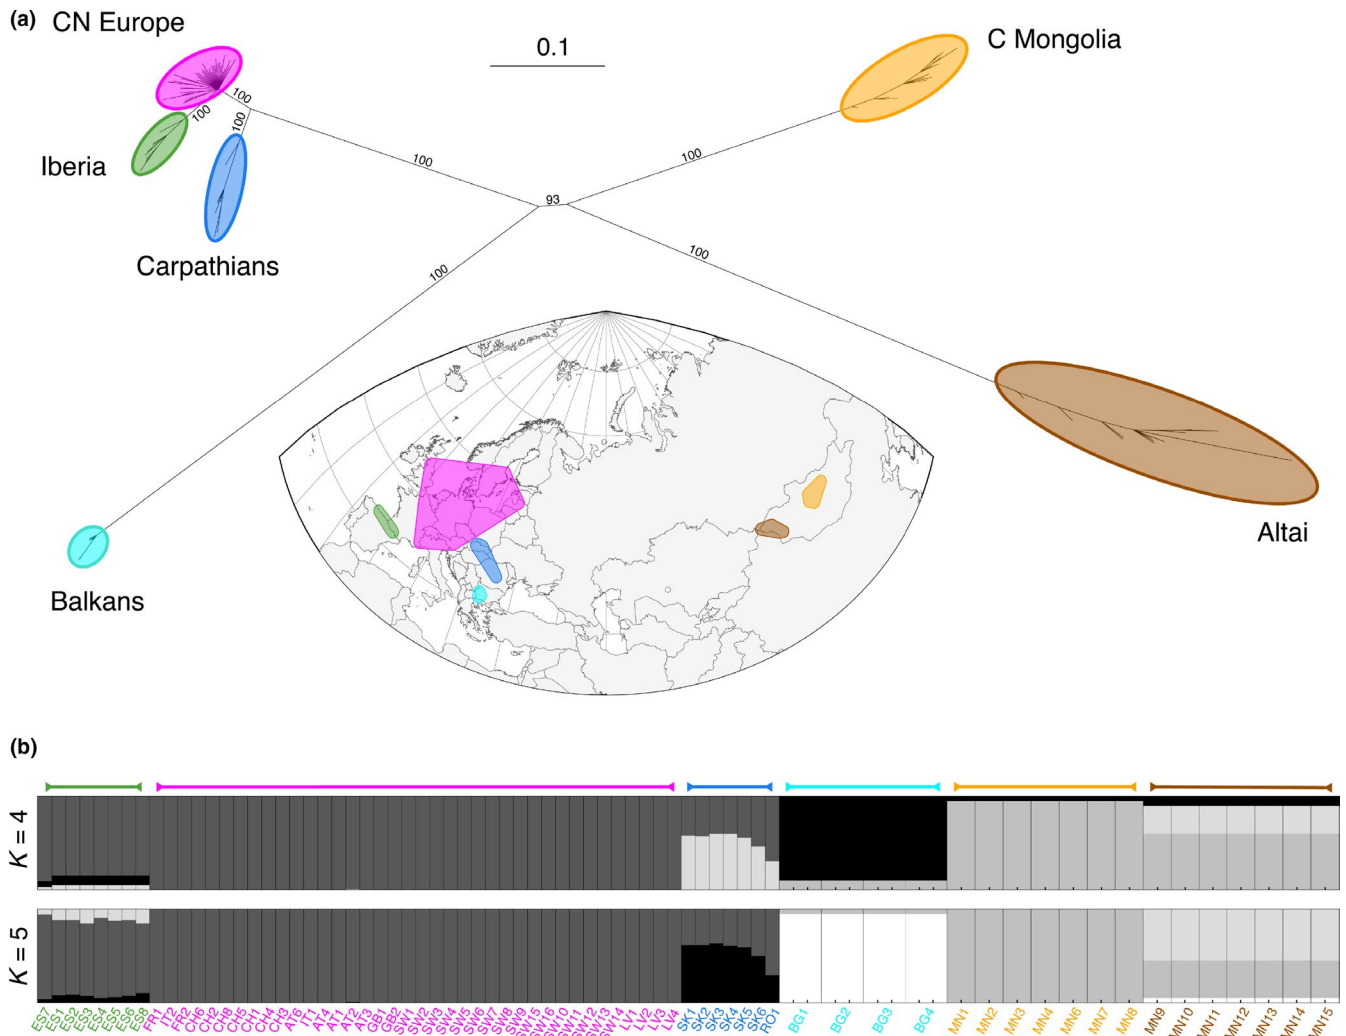 (a)
CN Europe
C Mongolia
0.1
100
100
100
Iberia
100
100
93
Carpathians
100
100
Altai
Balkans
(b)
K = 4
K = 5
ES7 ES1 ES2 ES3 ES4 ES5 ES6 ES8 FR1 IT2 FR2 CH6 CH2 CH8 CH5 CH1 CH4 CH3 AT6 IT1 AT4 AT1 AT2 AT3 GB1 GB2 SW1 SW2 SW3 SW4 SW5 SW6 SW7 SW8 SW9 SW15 SW16 SW10 SW11 SW12 SW13 SW14 LV1 LV2 LV3 LV4 SK1 SK2 SK3 SK4 SK5 SK6 RO1 BG1 BG2 BG3 BG4 MN1 MN2 MN3 MN4 MN6 MN7 MN8 MN9 MN10 MN11 MN12 MN13 MN14 MN15